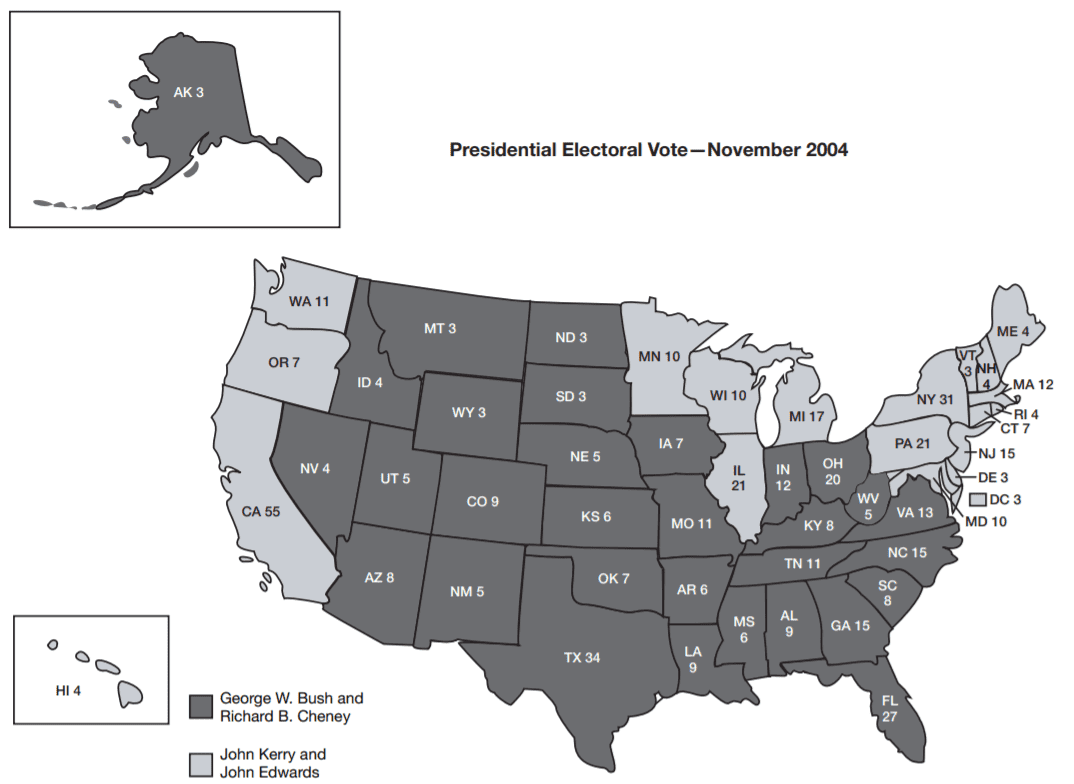 AK 3
Presidential Electoral Vote—November 2004
WA 11
MT 3
ND 3
ME 4
OR 7
MN 10
VT
3
NH
4
ID 4
SD 3
WI 10
MI 17
NY 31
MA 12
RI 4
CT 7
WY 3
IA 7
PA 21
NJ 15
NV 4
UT 5
NE 5
IL
21
IN
12
OH
20
DE 3
DC 3
MD 10
CA 55
CO 9
KS 6
MO 11
KY 8
WV
5
VA 13
AZ 8
NM 5
OK 7
AR 6
TN 11
NC 15
SC
8
MS
6
AL
9
GA 15
TX 34
LA
9
FL
27
HI 4
George W. Bush and
Richard B. Cheney
John Kerry and
John Edwards